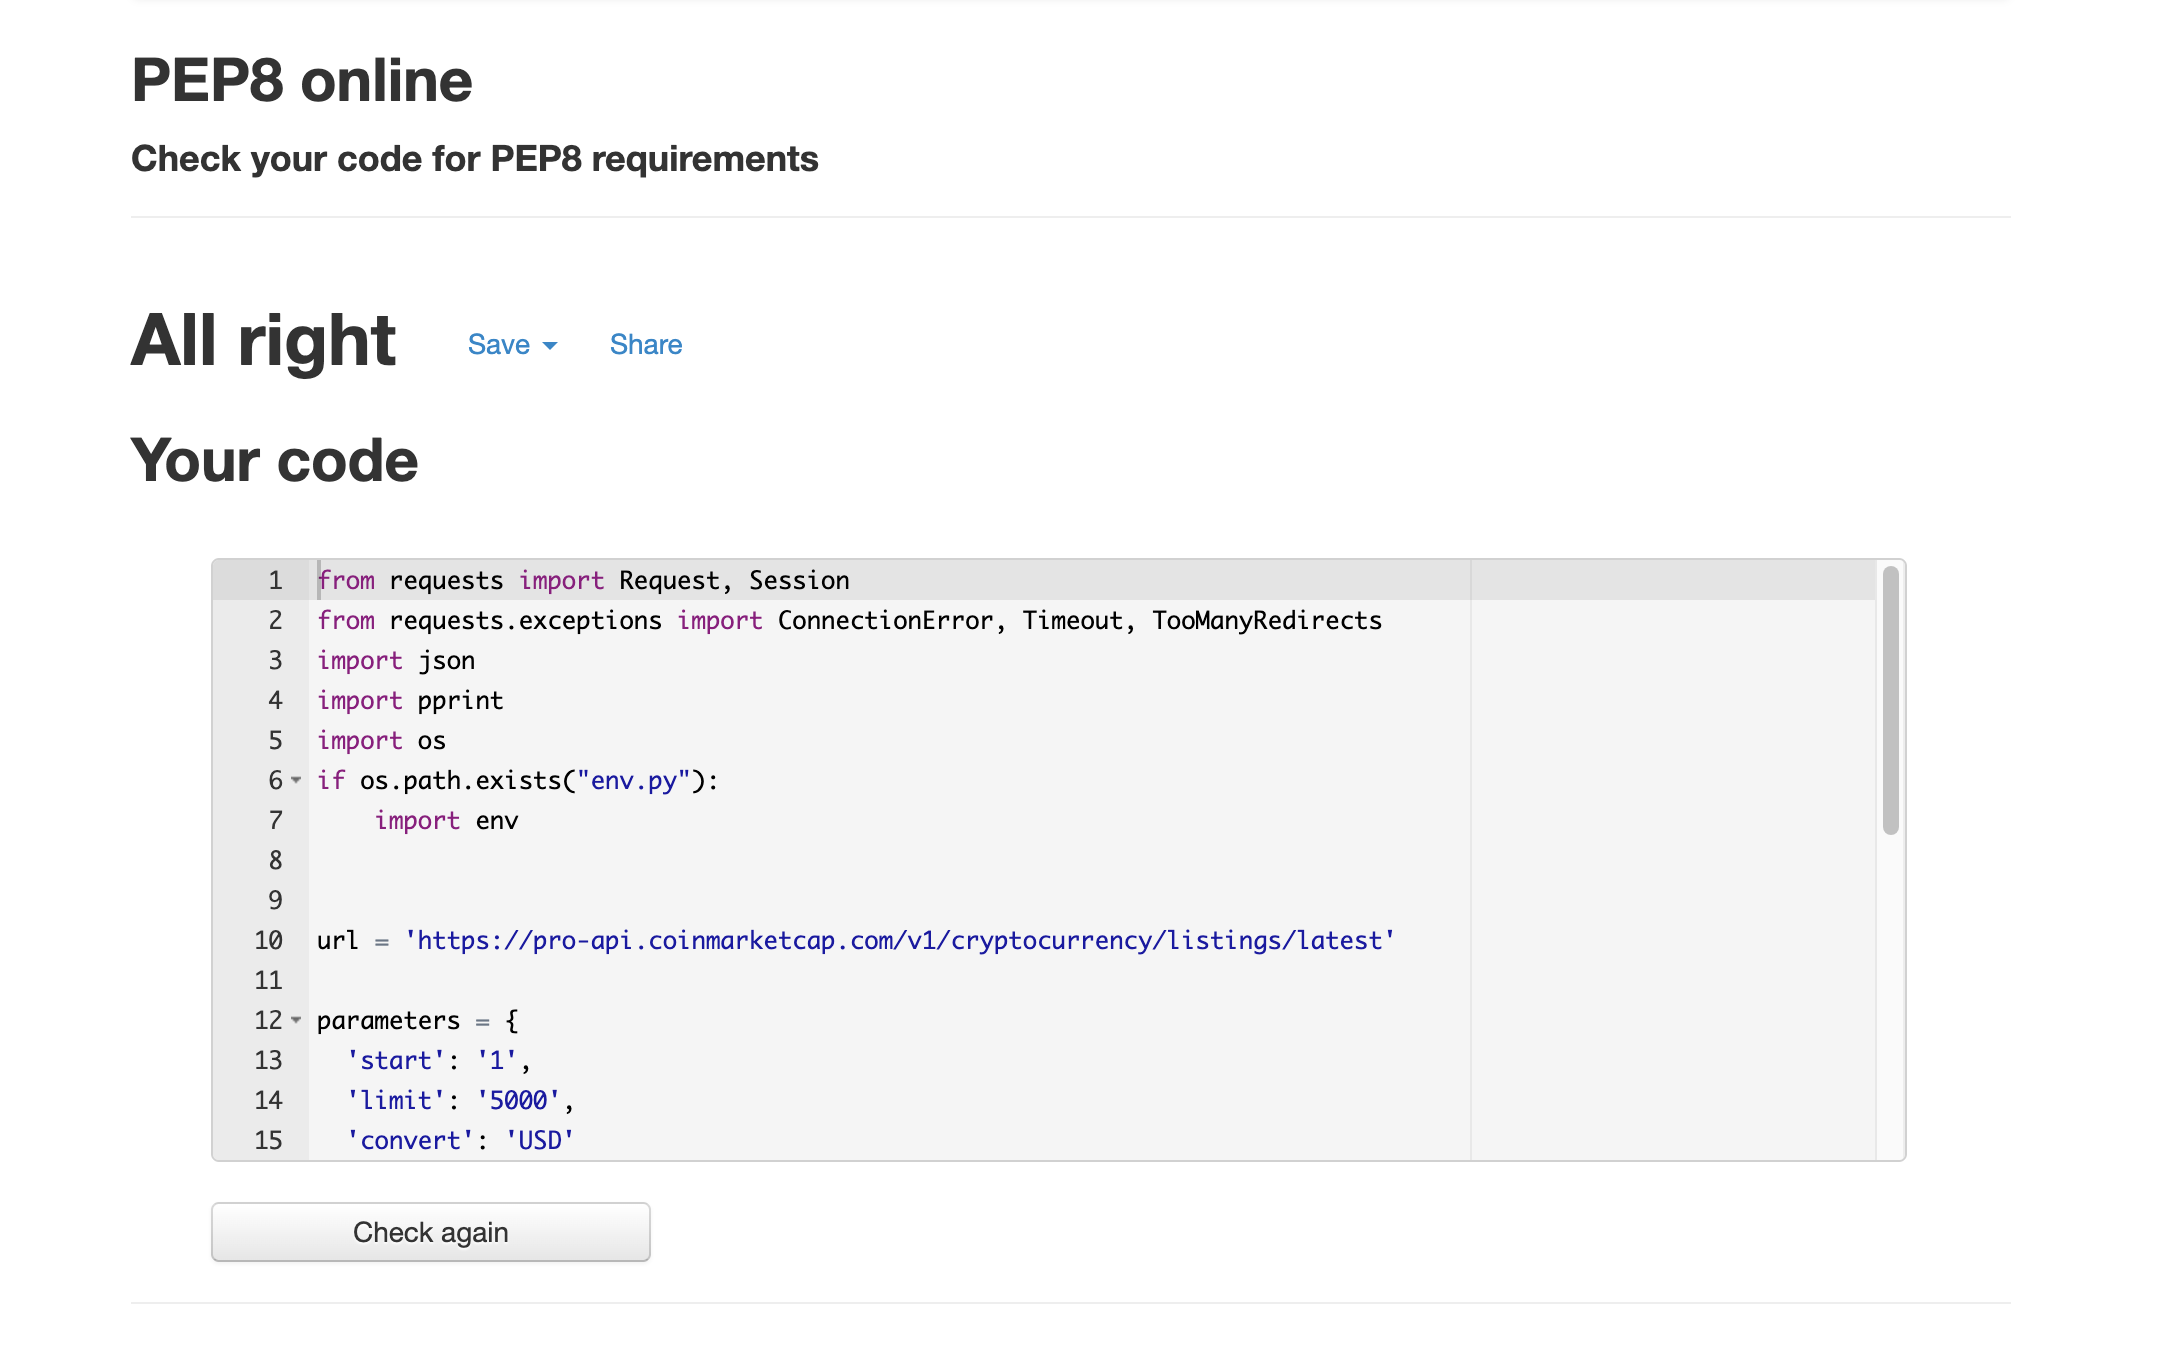 PEP8 online
Check your code for PEP8 requirements
All right Save Share
Your code
1 from requests import Request, Session
2 from requests.exceptions import ConnectionError, Timeout, TooManyRedirects
3 import json
4 import pprint
5 import os
6 if os.path.exists("env.py"):
7     import env
8
9
10 url = 'https://pro-api.coinmarketcap.com/v1/cryptocurrency/listings/latest'
11
12 parameters = {
13   'start': '1',
14   'limit': '5000',
15   'convert': 'USD'
Check again